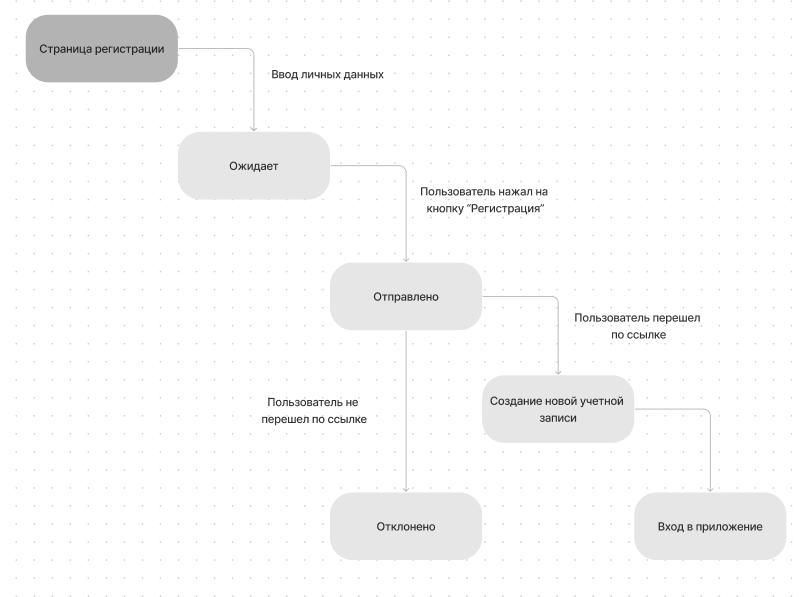 Страница регистрации
Ввод личных данных
Ожидает
Пользователь нажал на
кнопку “Регистрация”
Отправлено
Пользователь перешел
по ссылке
Пользователь не
перешел по ссылке
Создание новой учетной
записи
Отклонено
Вход в приложение